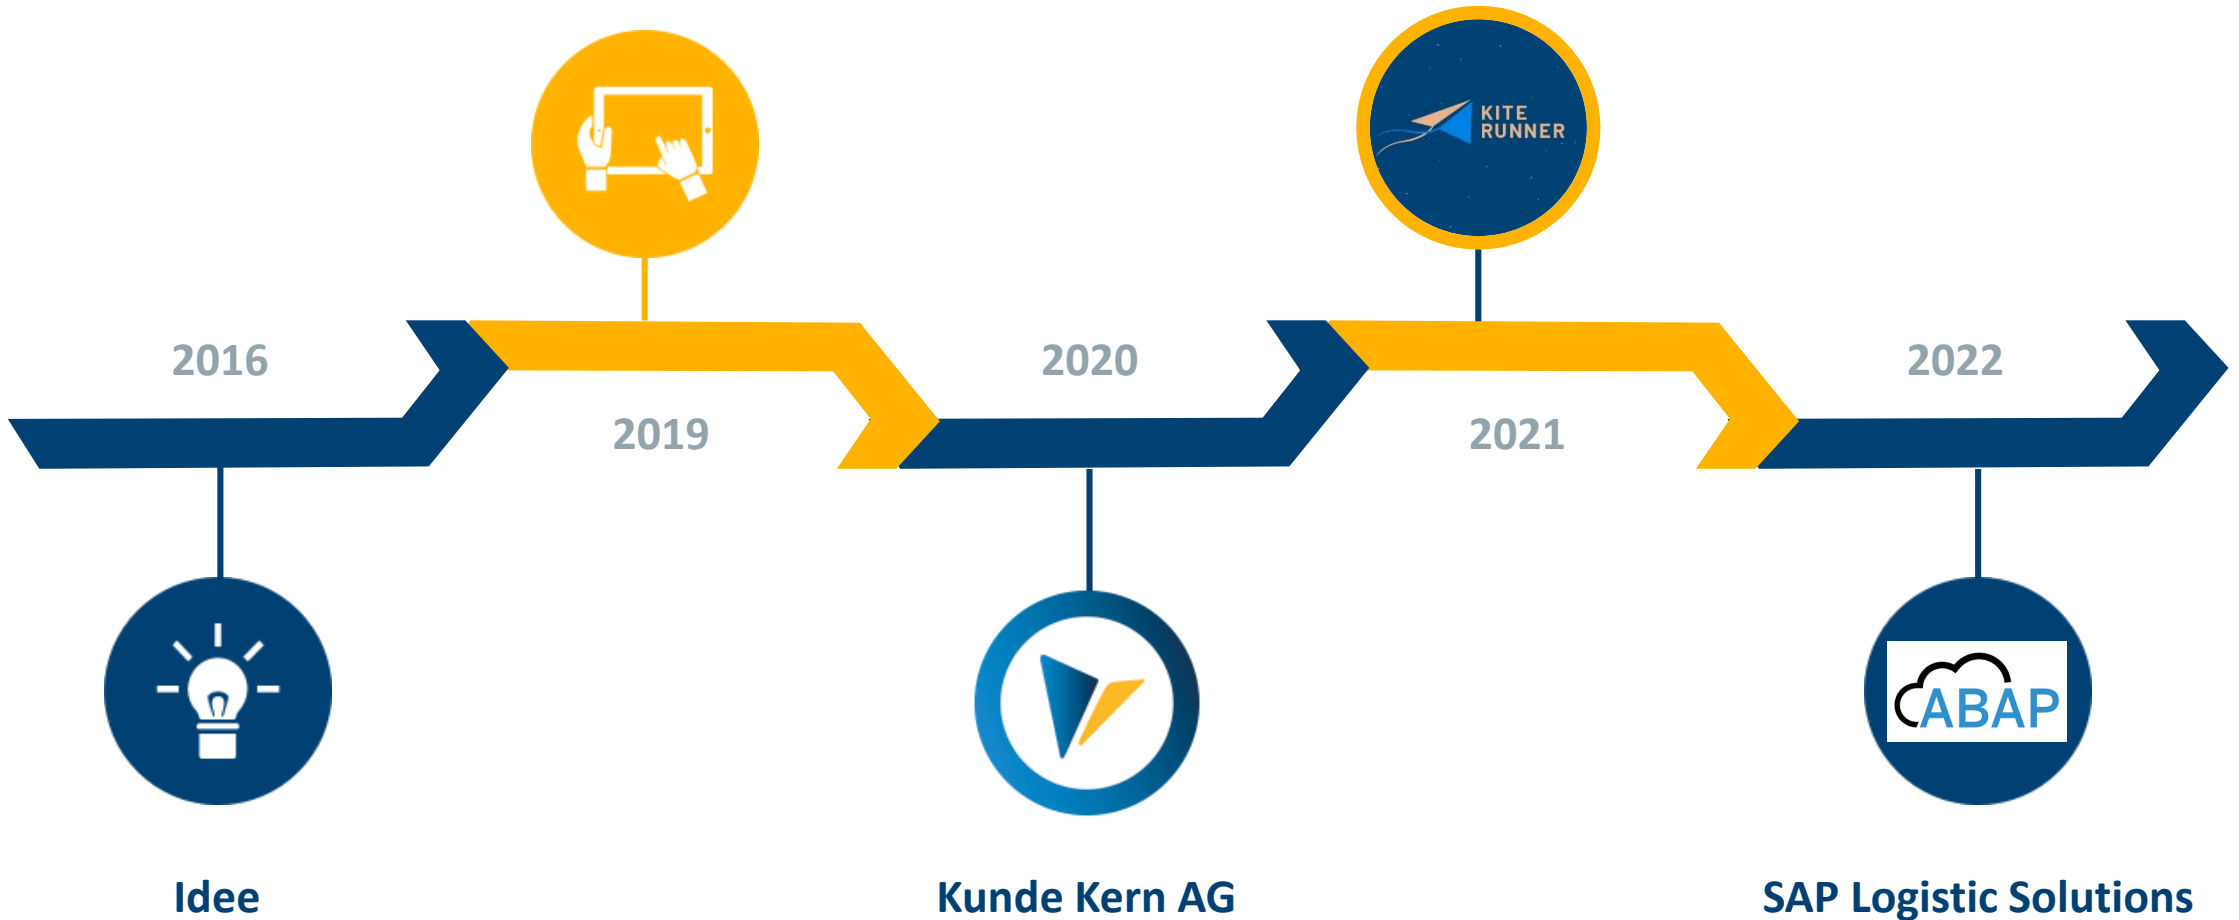 KITE
RUNNER
2016
2020
2022
2019
2021
ABAP
Idee
Kunde Kern AG
SAP Logistic Solutions